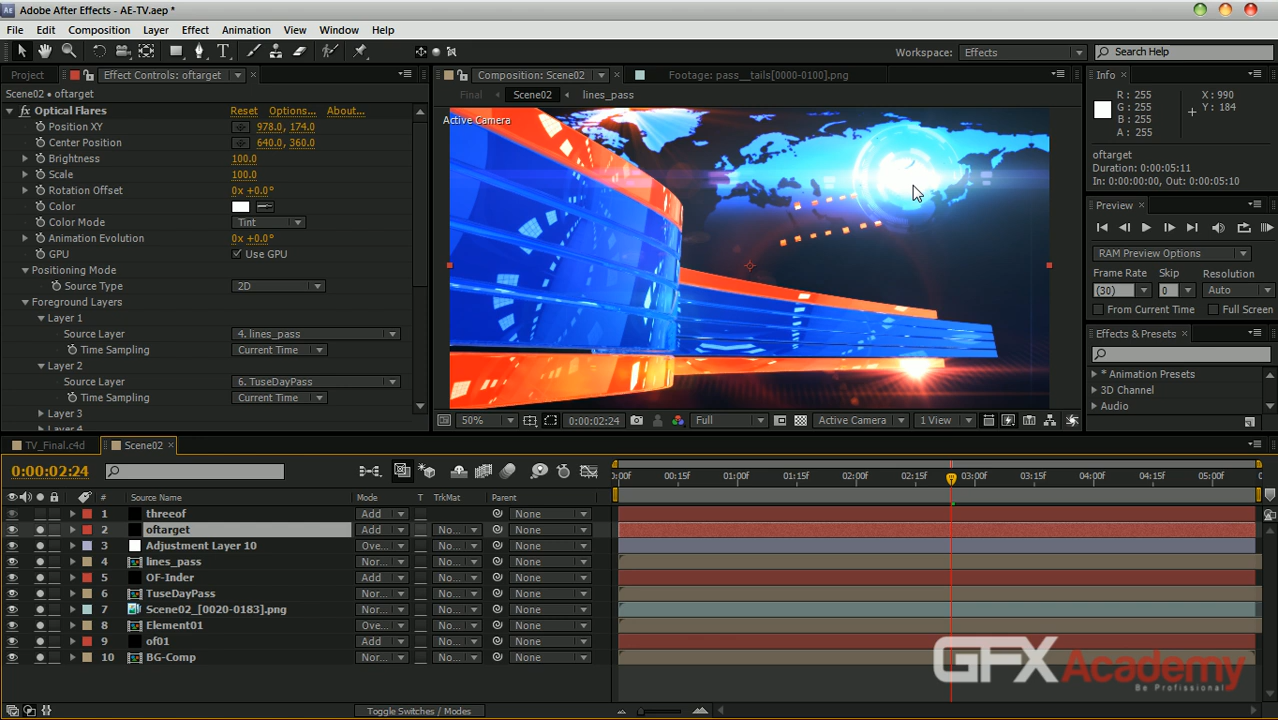 Adobe After Effects - AE-TV.aep *
File Edit Composition Layer Effect Animation View Window Help
Workspace: Effects Search Help
Project Effect Controls: oftarget
Scene02 • oftarget
Optical Flares Reset Options... About...
Position XY 978.0, 174.0
Center Position 640.0, 360.0
Brightness 100.0
Scale 100.0
Rotation Offset 0x +0.0°
Color
Color Mode Tint
Animation Evolution 0x +0.0°
GPU Use GPU
Positioning Mode
Source Type 2D
Foreground Layers
Layer 1
Source Layer 4. lines_pass
Time Sampling Current Time
Layer 2
Source Layer 6. TuseDayPass
Time Sampling Current Time
Layer 3
Layer 4
Composition: Scene02 Footage: pass__tails[0000-0100].png
Final Scene02 lines_pass
Active Camera
50% 0:00:02:24 Full Active Camera 1 View
Info
R: 255 X: 990
G: 255 Y: 184
B: 255
A: 255
oftarget
Duration: 0:00:05:11
In: 0:00:00:00, Out: 0:00:05:10
Preview
RAM Preview Options
Frame Rate Skip Resolution
(30) 0 Auto
From Current Time Full Screen
Effects & Presets
* Animation Presets
3D Channel
Audio
TV_Final.c4d Scene02
0:00:02:24
0:00f 00:15f 01:00f 01:15f 02:00f 02:15f 03:00f 03:15f 04:00f 04:15f 05:00f
# Source Name Mode T TrkMat Parent
1 threeof Add None
2 oftarget Add No... None
3 Adjustment Layer 10 Ove... No... None
4 lines_pass Nor... No... None
5 OF-Inder Add No... None
6 TuseDayPass Nor... No... None
7 Scene02_[0020-0183].png Nor... No... None
8 Element01 Ove... No... None
9 of01 Add No... None
10 BG-Comp Nor... No... None
GFX Academy
Be Profissional
Toggle Switches / Modes